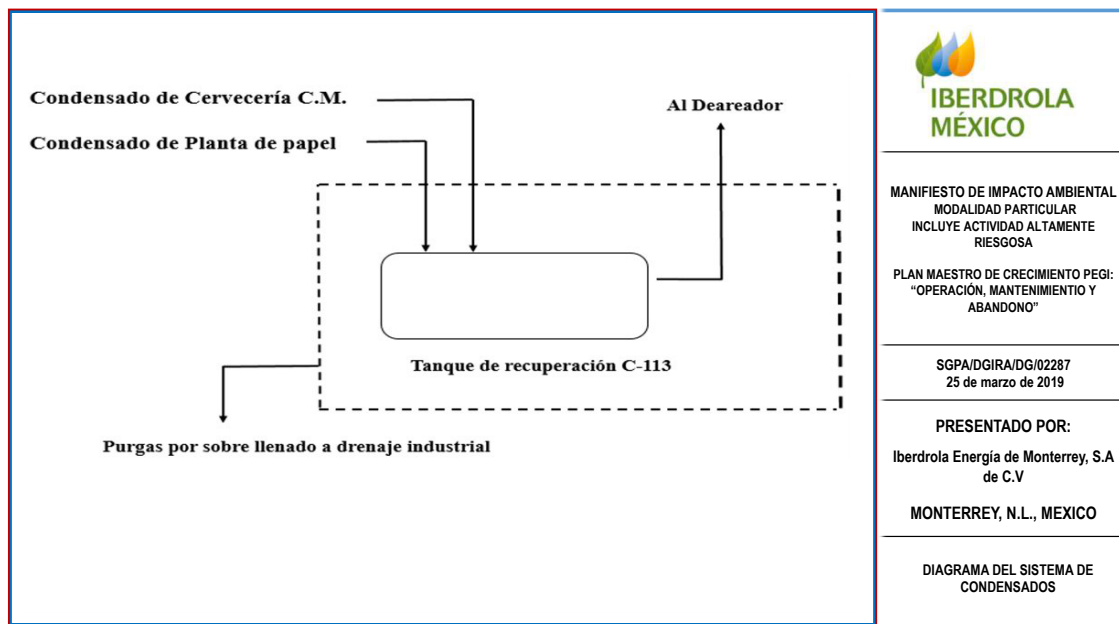 Condensado de Cervecería C.M.
Condensado de Planta de papel
Al Deareador
Tanque de recuperación C-113
Purgas por sobre llenado a drenaje industrial
IBERDROLA
MÉXICO
MANIFIESTO DE IMPACTO AMBIENTAL
MODALIDAD PARTICULAR
INCLUYE ACTIVIDAD ALTAMENTE
RIESGOSA
PLAN MAESTRO DE CRECIMIENTO PEGI:
“OPERACIÓN, MANTENIMIENTIO Y
ABANDONO”
SGPA/DGIRA/DG/02287
25 de marzo de 2019
PRESENTADO POR:
Iberdrola Energía de Monterrey, S.A
de C.V
MONTERREY, N.L., MEXICO
DIAGRAMA DEL SISTEMA DE
CONDENSADOS